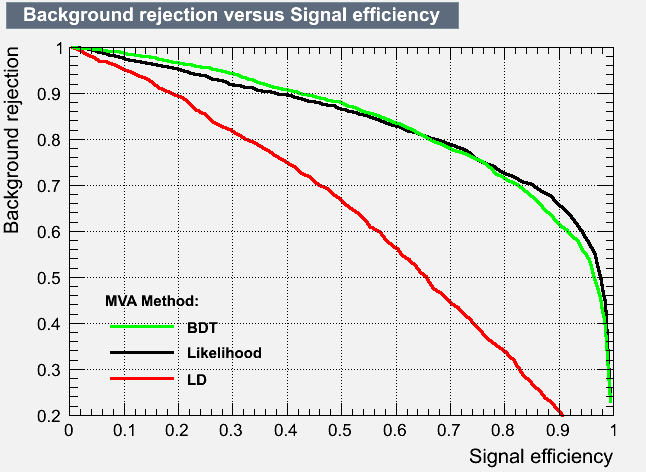 Background rejection versus Signal efficiency
Background rejection
1
0.9
0.8
0.7
0.6
0.5
0.4
0.3
0.2
MVA Method:
BDT
Likelihood
LD
0 0.1 0.2 0.3 0.4 0.5 0.6 0.7 0.8 0.9 1
Signal efficiency